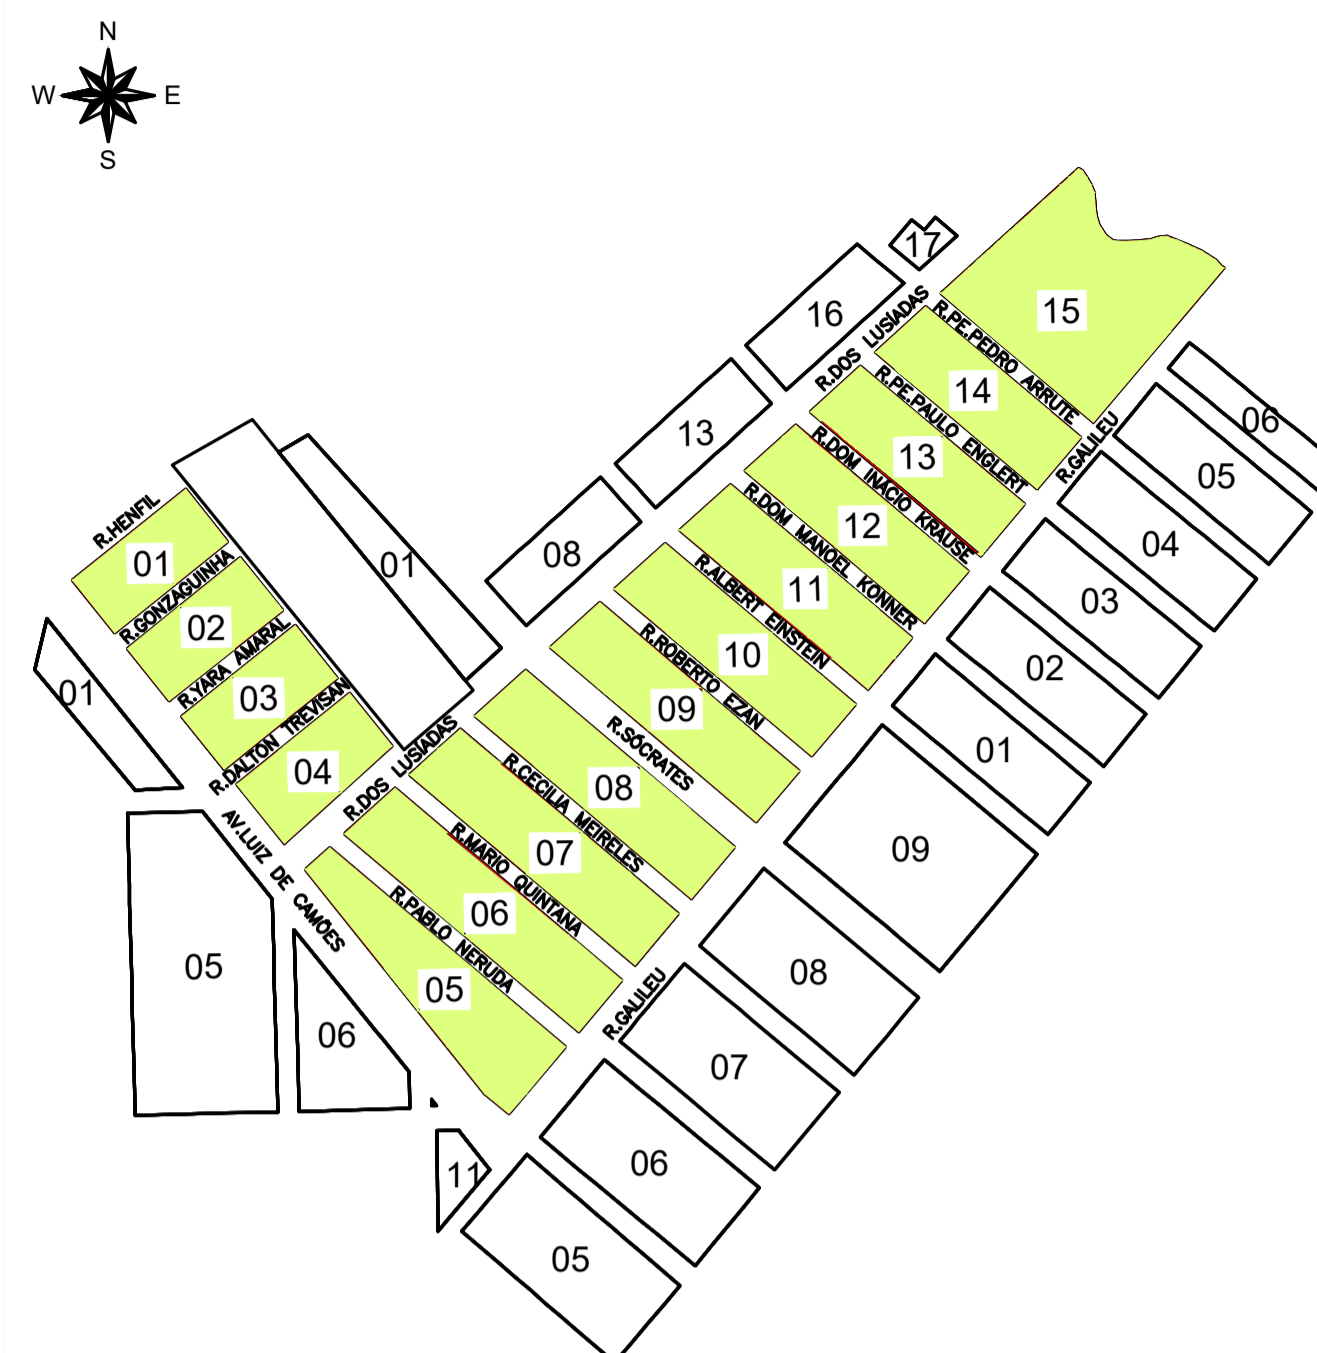 N
W
E
S
17
15
16
R.DOS LUSÍADAS
R.PE.PEDRO ARRUTE
14
R.PE.PAULO ENGLERT
R.GALILEU
06
13
13
R.DOM INÁCIO KRAUSE
05
12
R.DOM MANOEL KONNER
04
08
11
R.ALBERT EINSTEIN
03
10
R.ROBERTO EZAN
02
09
R.SÓCRATES
01
R.HENFIL
01
01
R.GONZAGUINHA
02
R.YARA AMARAL
01
03
R.DALTON TREVISAN
04
R.DOS LUSÍADAS
08
R.CECILIA MEIRELES
07
R.MARIO QUINTANA
06
R.PABLO NERUDA
05
AV.LUIZ DE CAMÕES
09
05
06
R.GALILEU
08
07
11
06
05